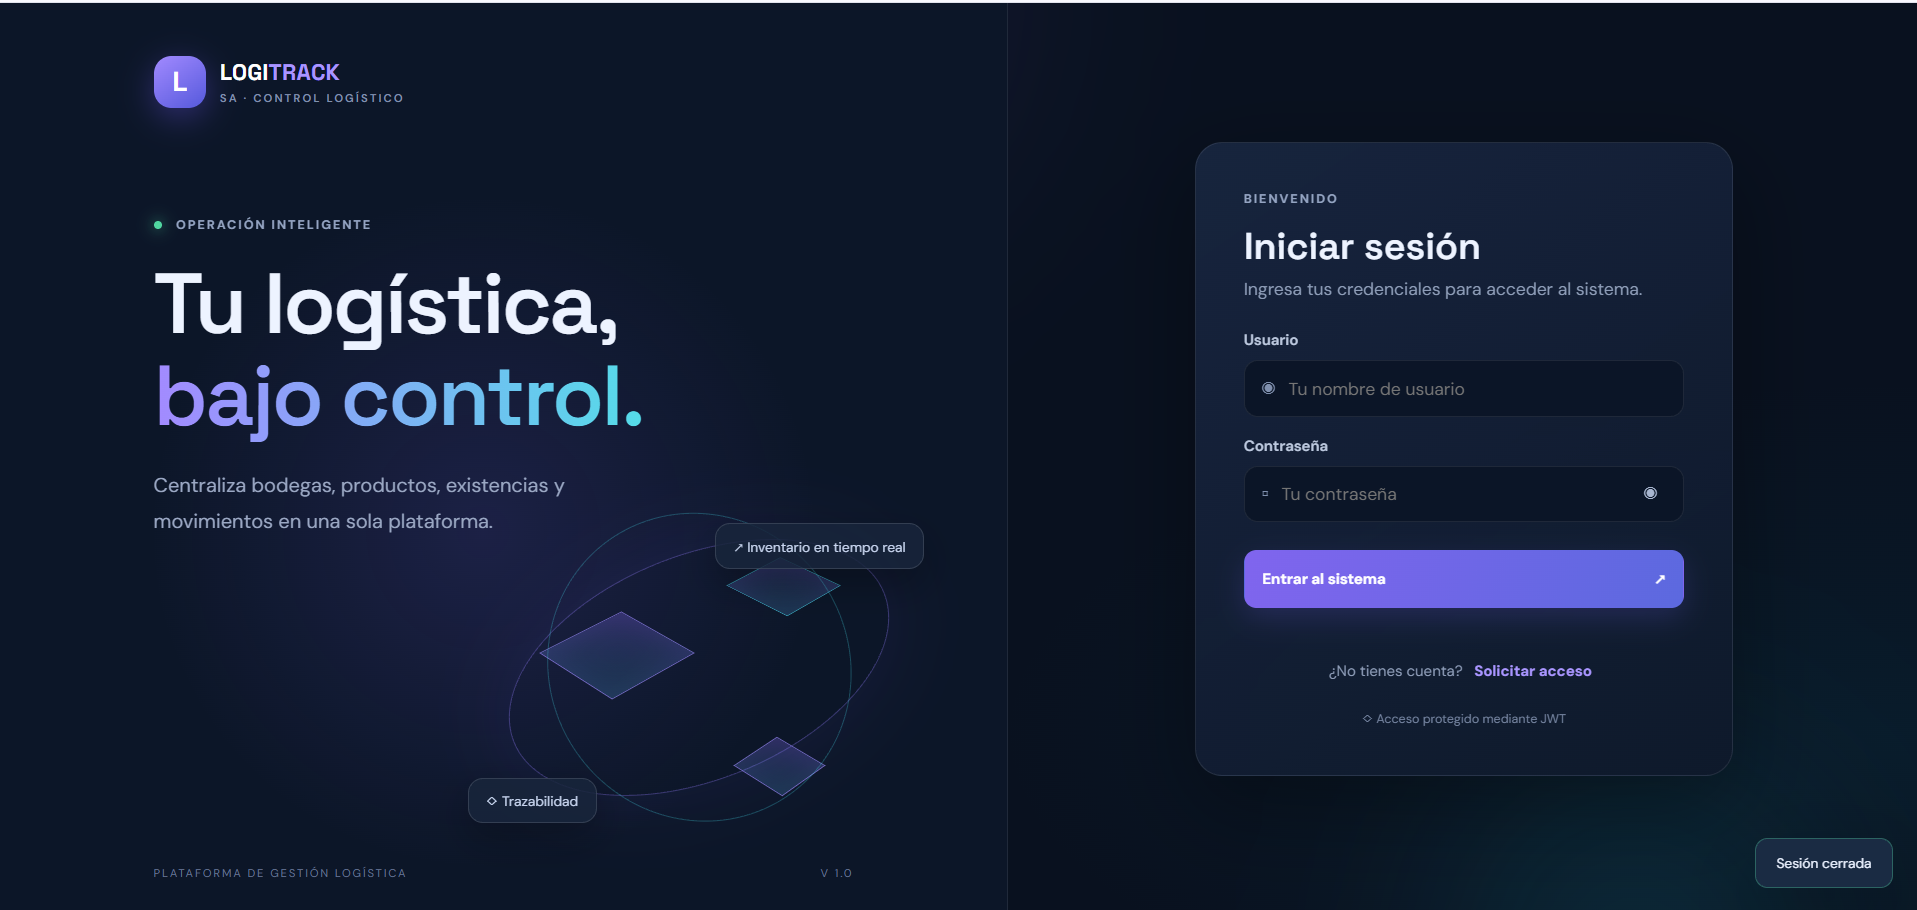 L
LOGITRACK
SA · CONTROL LOGÍSTICO
OPERACIÓN INTELIGENTE
Tu logística,
bajo control.
Centraliza bodegas, productos, existencias y
movimientos en una sola plataforma.
↗ Inventario en tiempo real
◇ Trazabilidad
PLATAFORMA DE GESTIÓN LOGÍSTICA
V 1.0
BIENVENIDO
Iniciar sesión
Ingresa tus credenciales para acceder al sistema.
Usuario
◉ Tu nombre de usuario
Contraseña
▫ Tu contraseña ◉
Entrar al sistema ↗
¿No tienes cuenta? Solicitar acceso
◇ Acceso protegido mediante JWT
Sesión cerrada